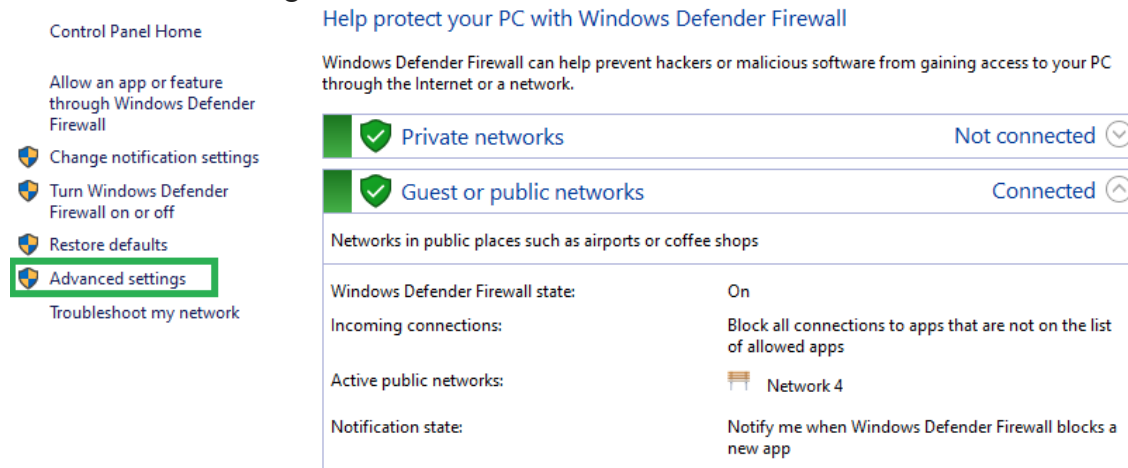 Control Panel Home
Allow an app or feature
through Windows Defender
Firewall
Change notification settings
Turn Windows Defender
Firewall on or off
Restore defaults
Advanced settings
Troubleshoot my network
Help protect your PC with Windows Defender Firewall
Windows Defender Firewall can help prevent hackers or malicious software from gaining access to your PC
through the Internet or a network.
Private networks Not connected
Guest or public networks Connected
Networks in public places such as airports or coffee shops
Windows Defender Firewall state: On
Incoming connections: Block all connections to apps that are not on the list
of allowed apps
Active public networks: Network 4
Notification state: Notify me when Windows Defender Firewall blocks a
new app